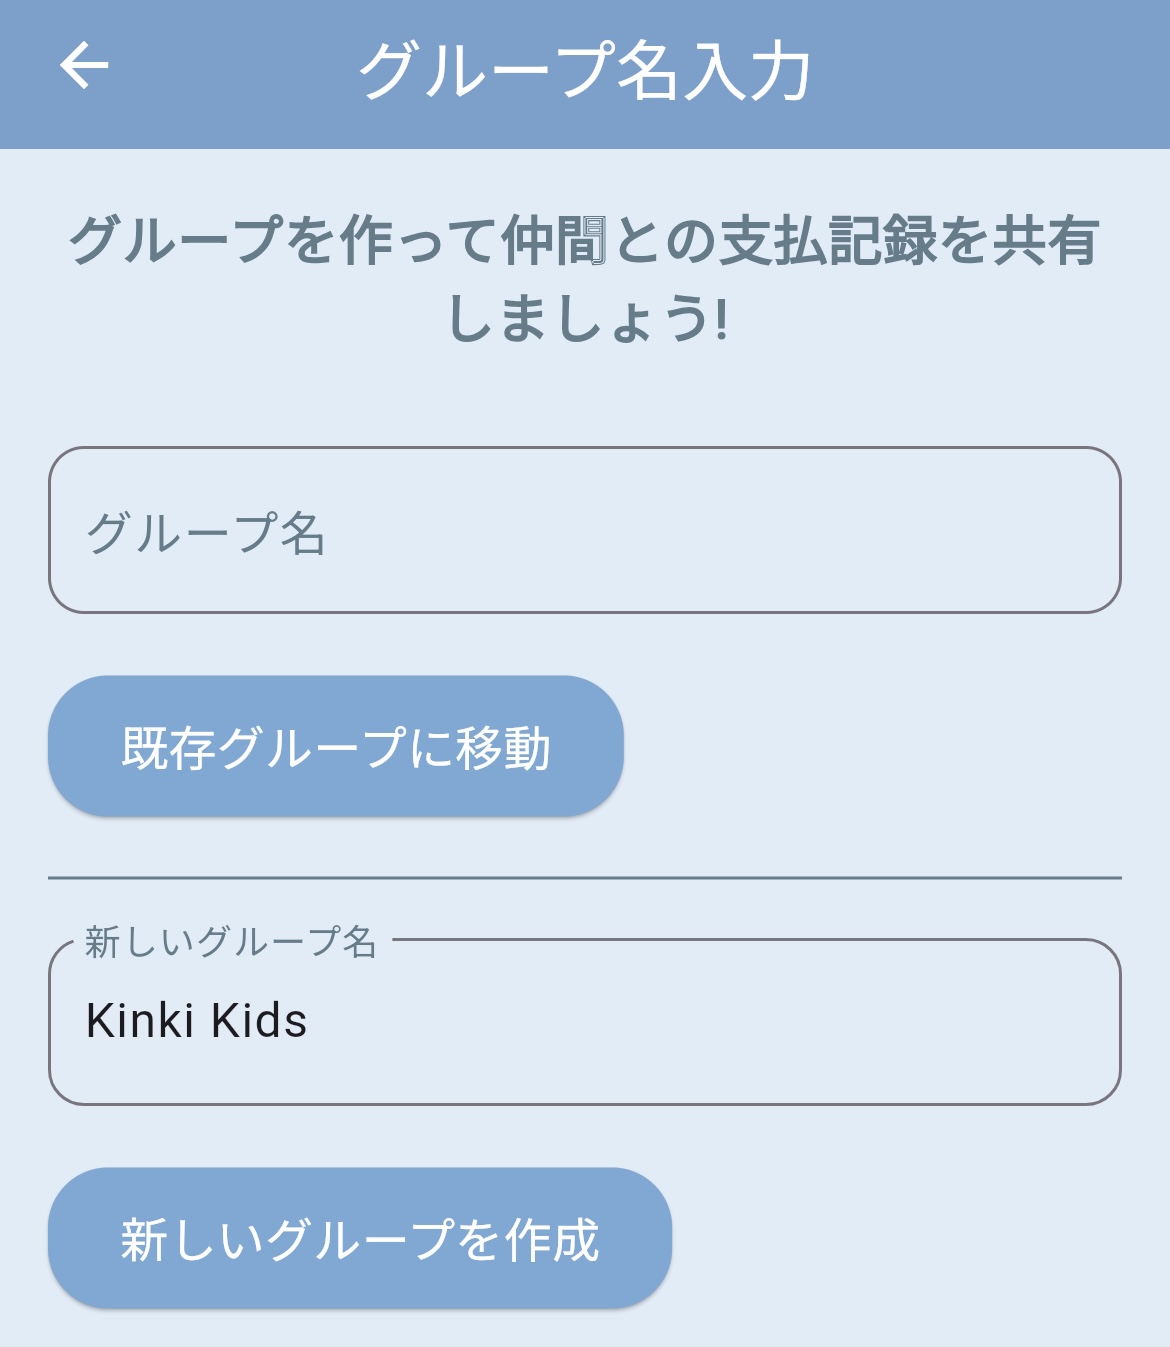 グループ名入力
グループを作って仲間との支払記録を共有
しましょう!
グループ名
既存グループに移動
新しいグループ名
Kinki Kids
新しいグループを作成